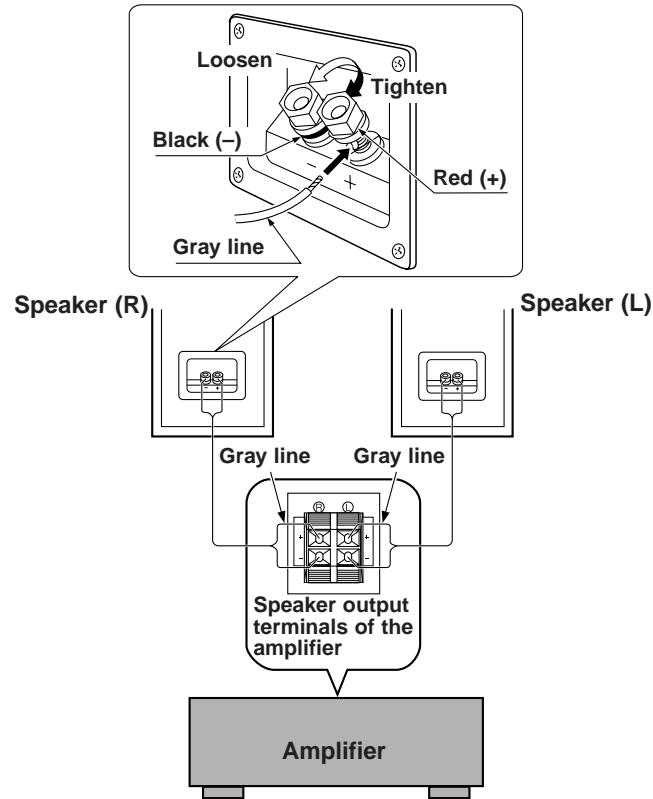 Loosen
Tighten
Black (–)
Red (+)
– +
Gray line
Speaker (R)
Speaker (L)
– +
– +
Gray line
Gray line
R L
+ +
– –
Speaker output
terminals of the
amplifier
Amplifier